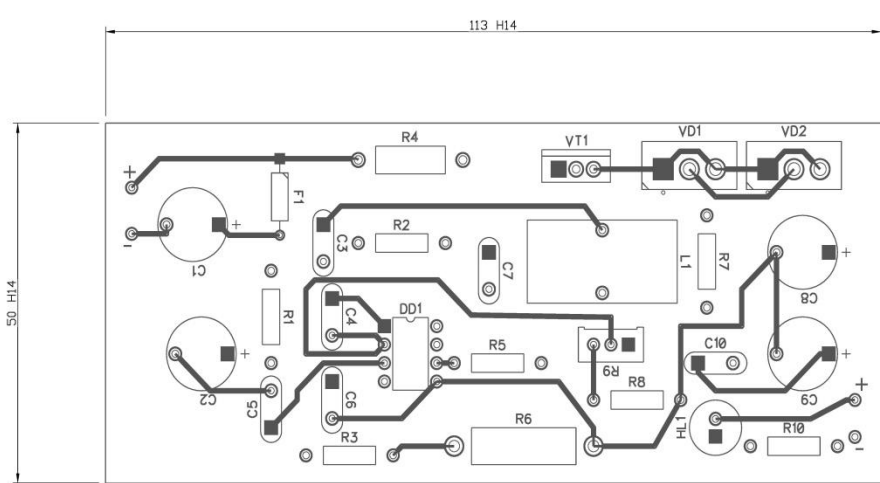 113 H14
50 H14
R4
VT1
VD1
VD2
+
F1
-
+
C1
C3
R2
C7
L1
R7
+
C8
R1
C4
DD1
R9
C10
+
C2
R5
+
C9
C5
C6
R8
HL1
+
-
R3
R6
R10